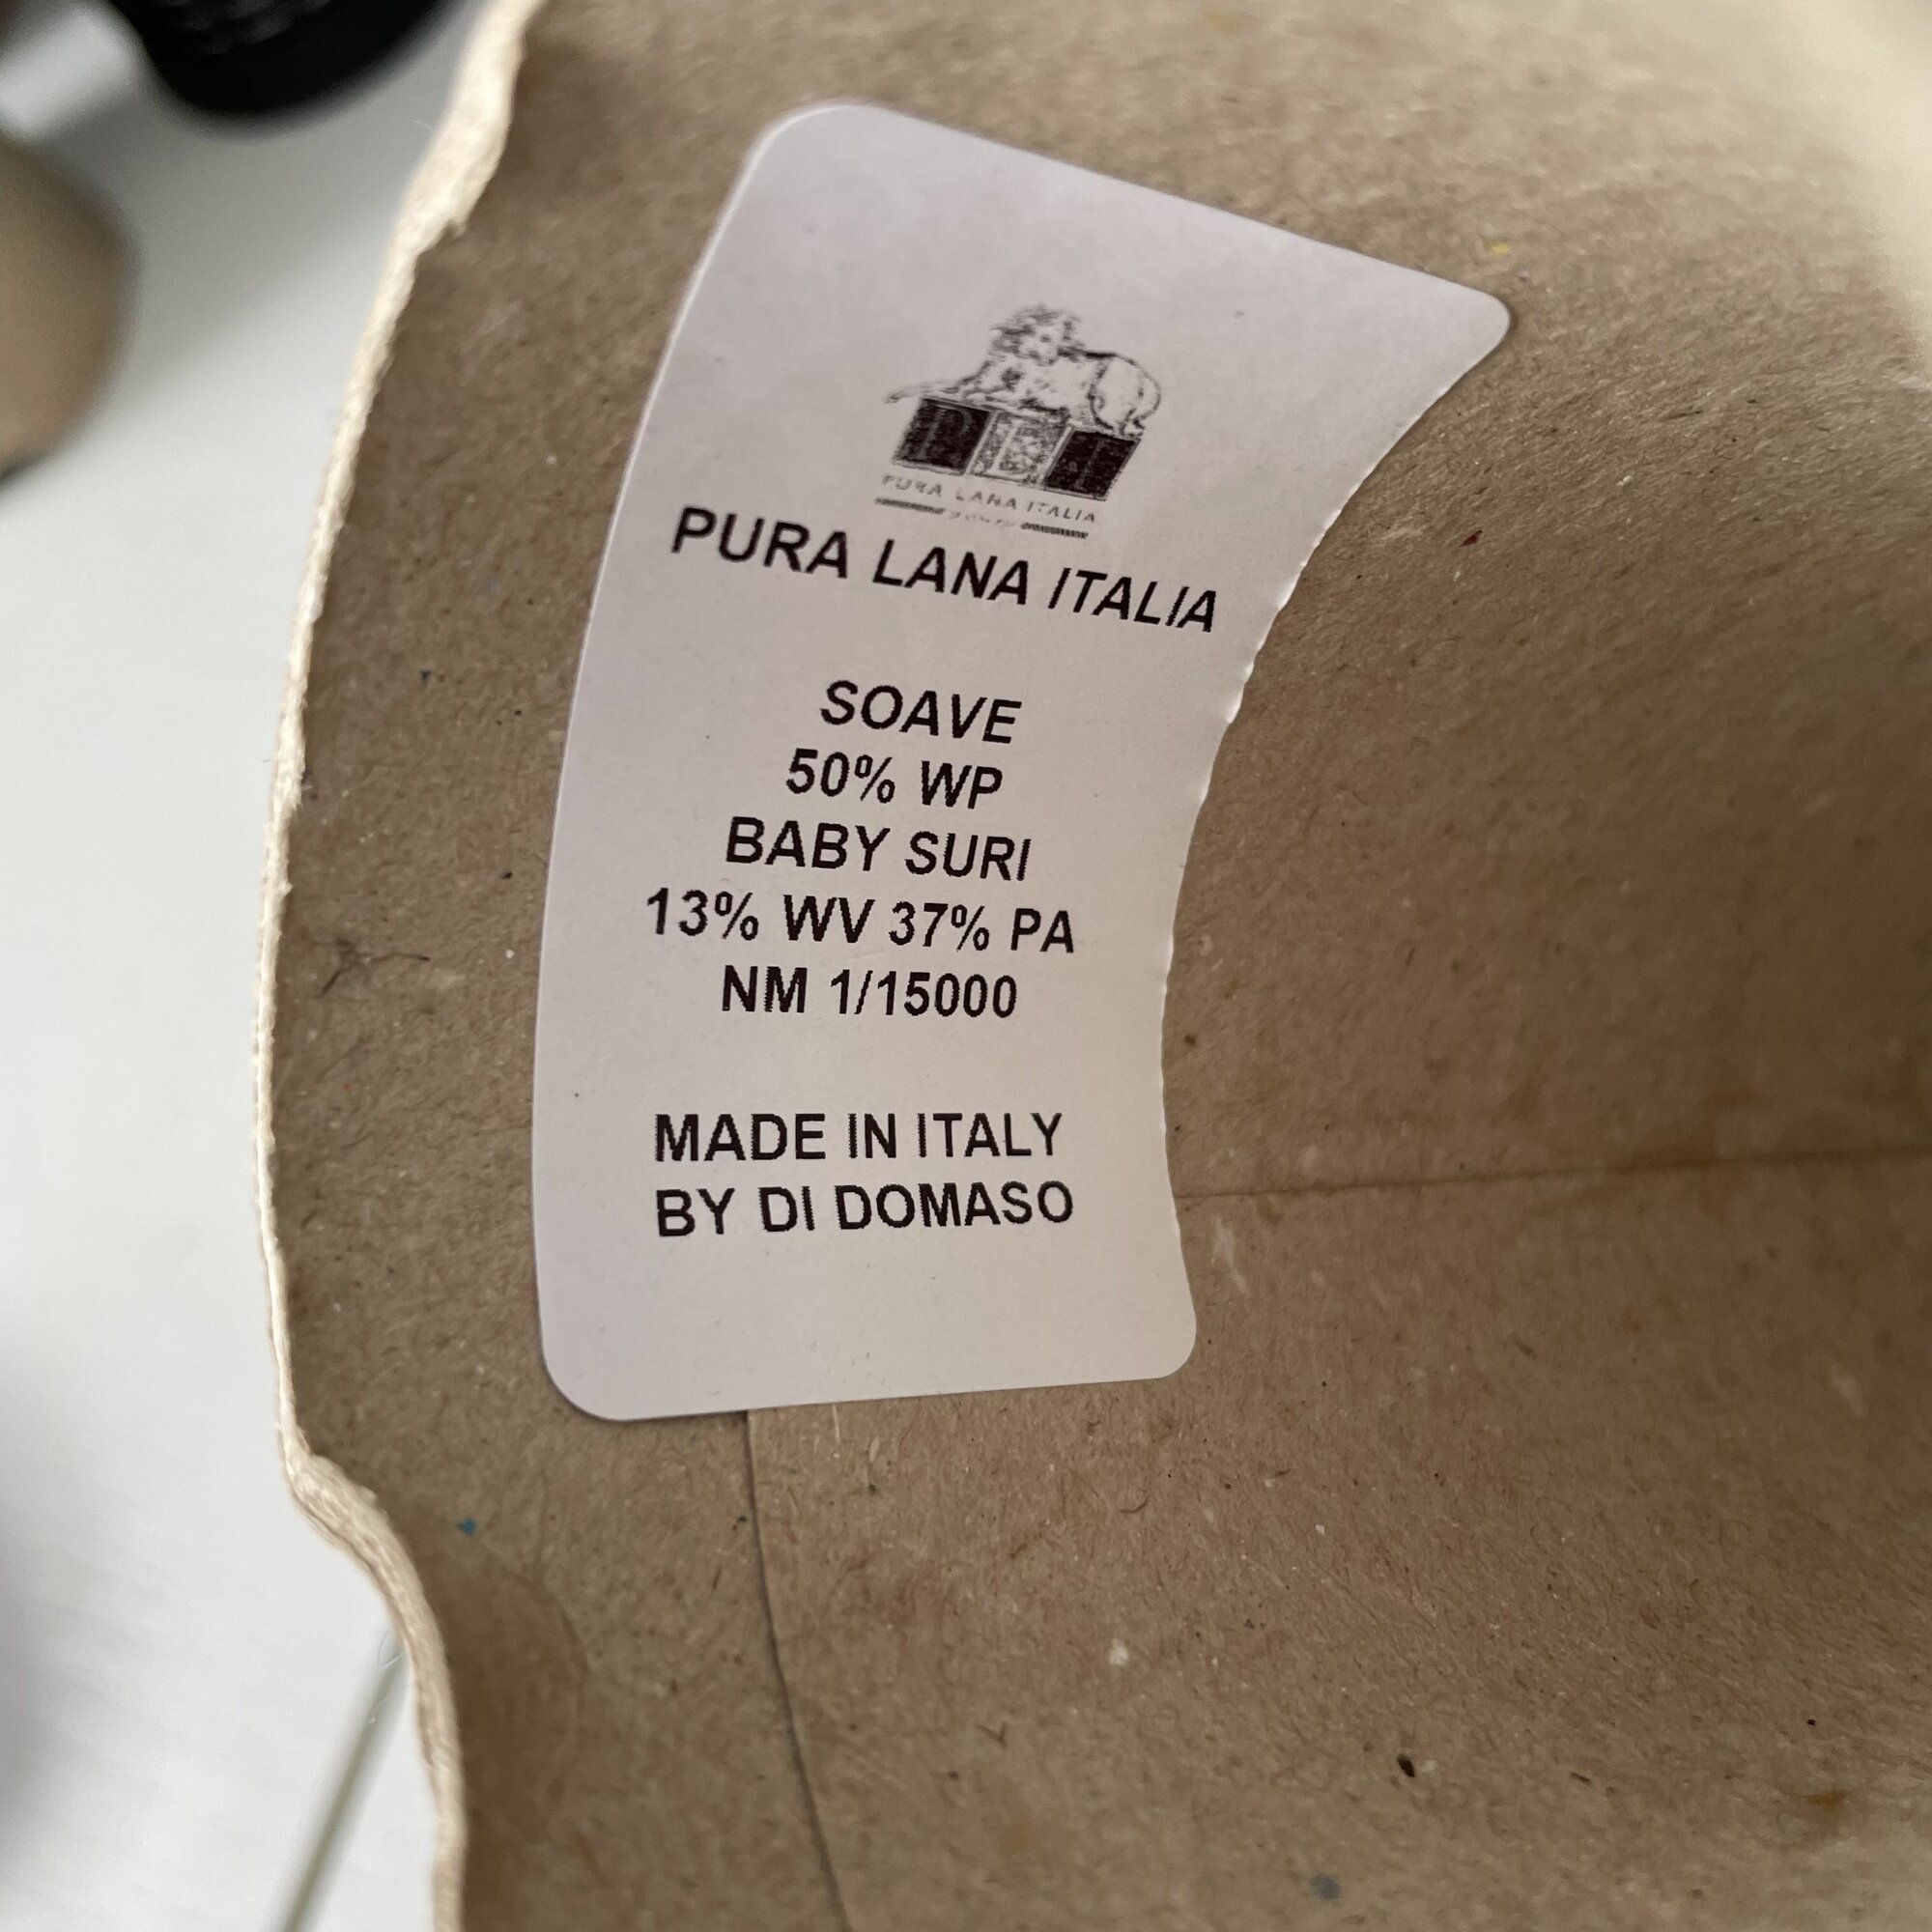 PLI
PURA LANA ITALIA
PURA LANA ITALIA
SOAVE
50% WP
BABY SURI
13% WV 37% PA
NM 1/15000
MADE IN ITALY
BY DI DOMASO